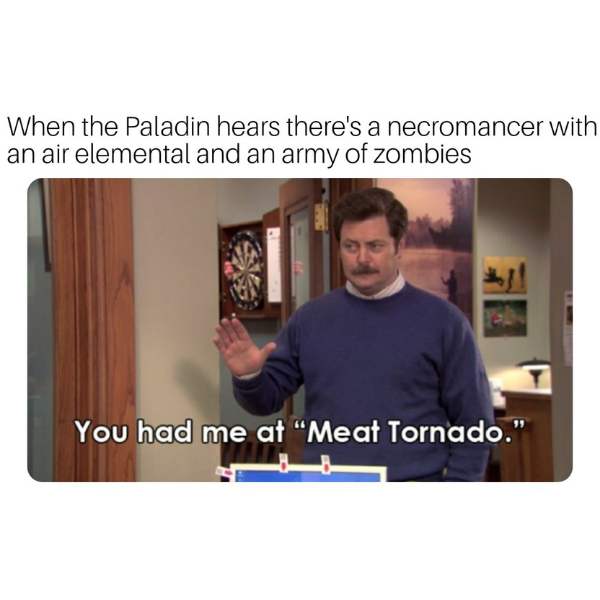 When the Paladin hears there's a necromancer with
an air elemental and an army of zombies
You had me at “Meat Tornado.”